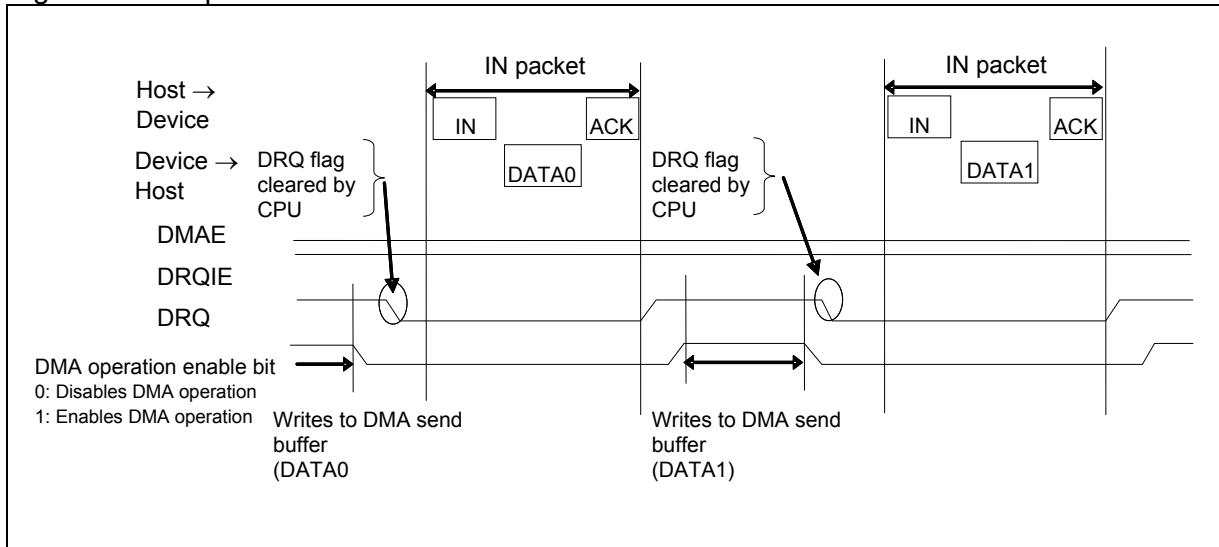 IN packet
IN packet
Host →
Device
IN
ACK
IN
ACK
Device →
Host
DRQ flag
cleared by
CPU
DATA0
DRQ flag
cleared by
CPU
DATA1
DMAE
DRQIE
DRQ
DMA operation enable bit
0: Disables DMA operation
1: Enables DMA operation
Writes to DMA send
buffer
(DATA0
Writes to DMA send
buffer
(DATA1)